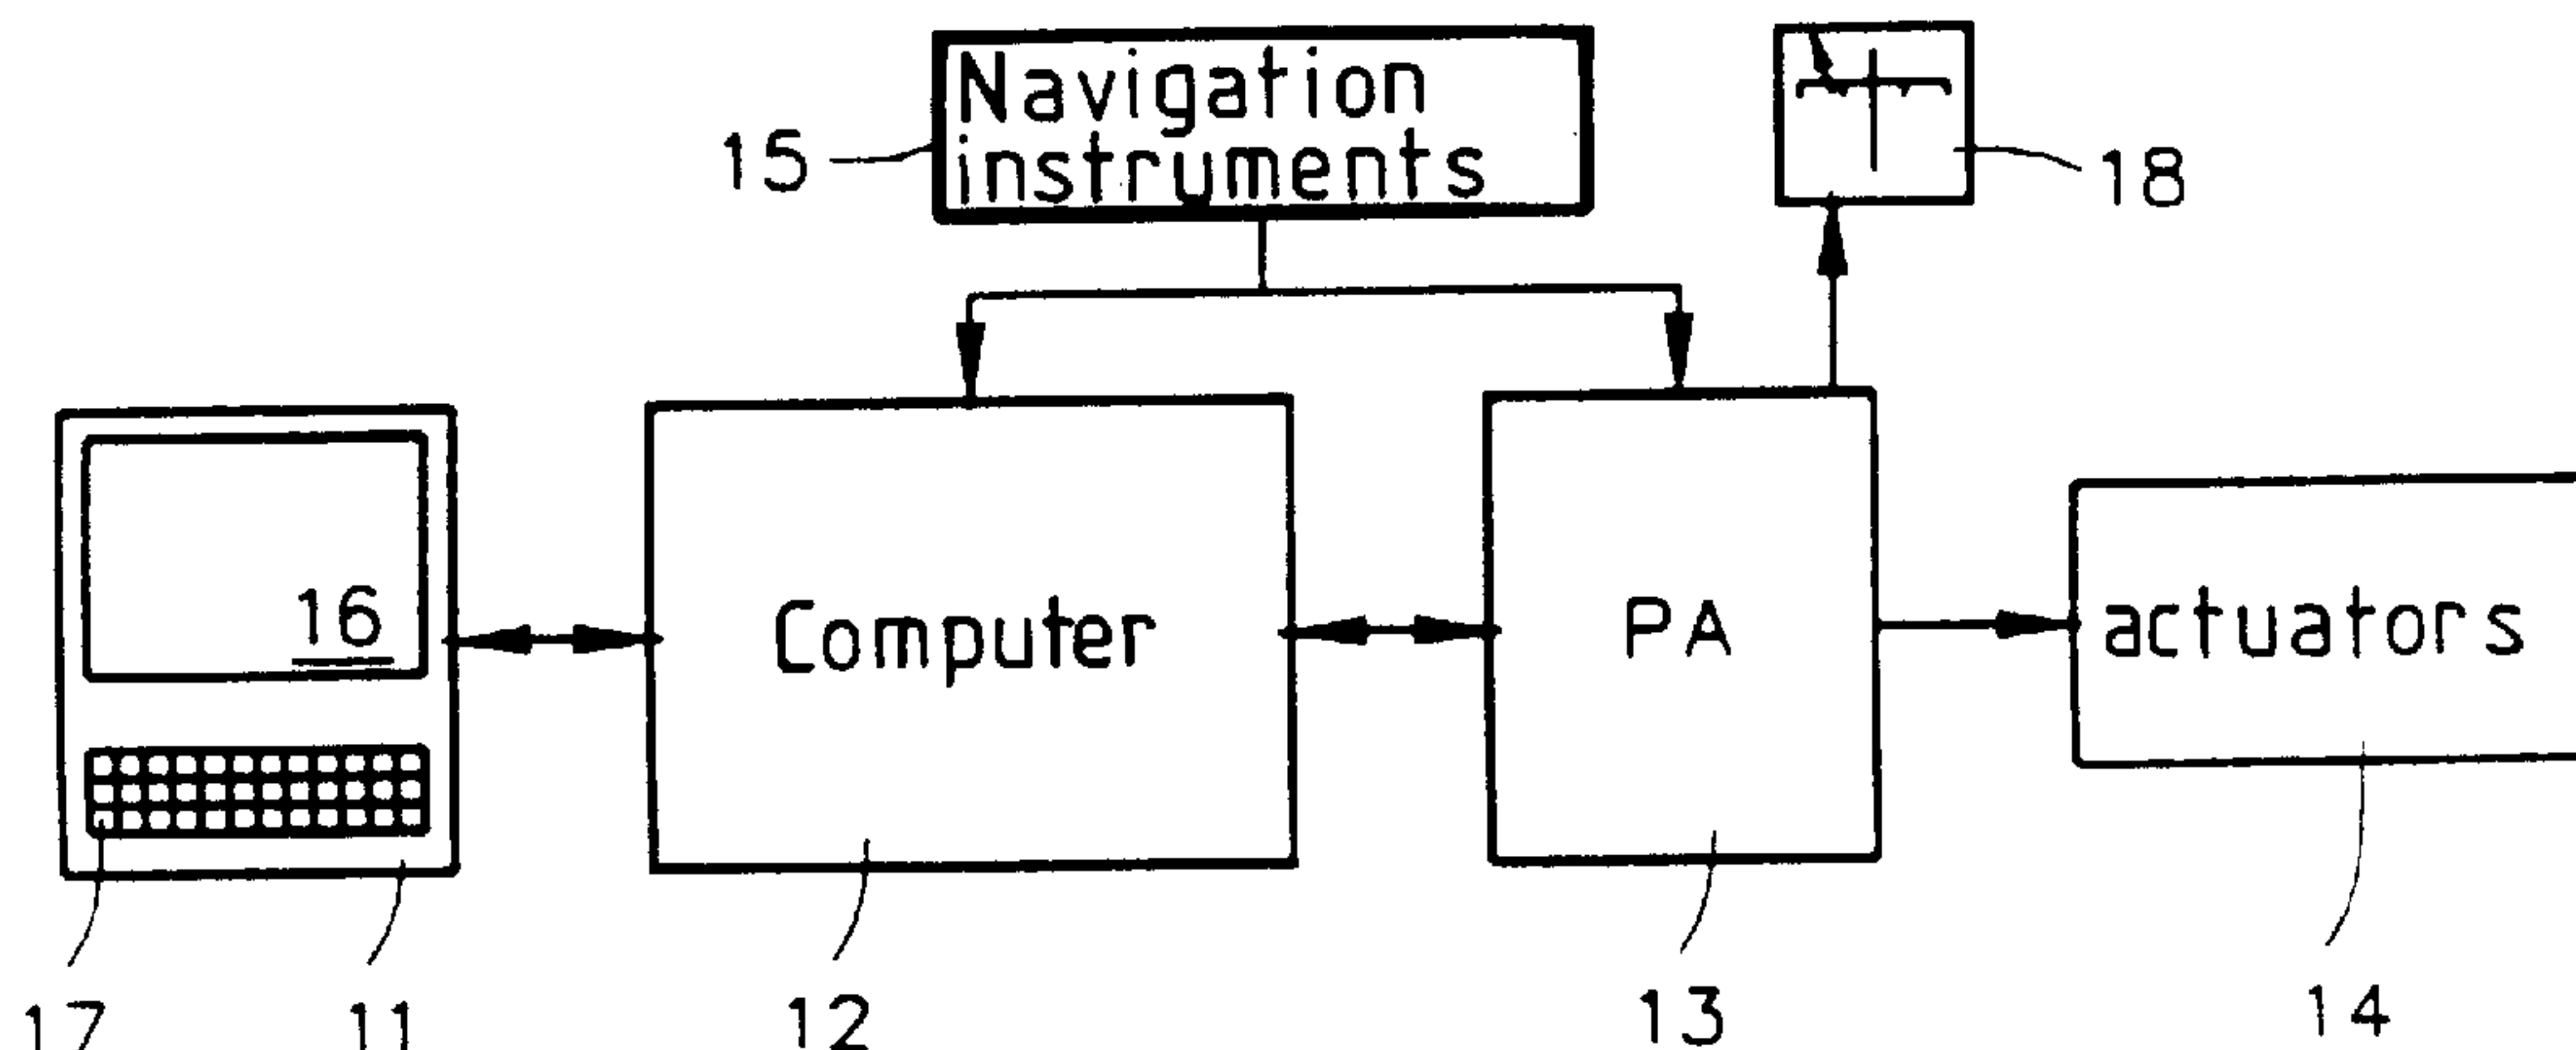 Navigation
instruments
15
18
16
Computer
PA
actuators
17
11
12
13
14